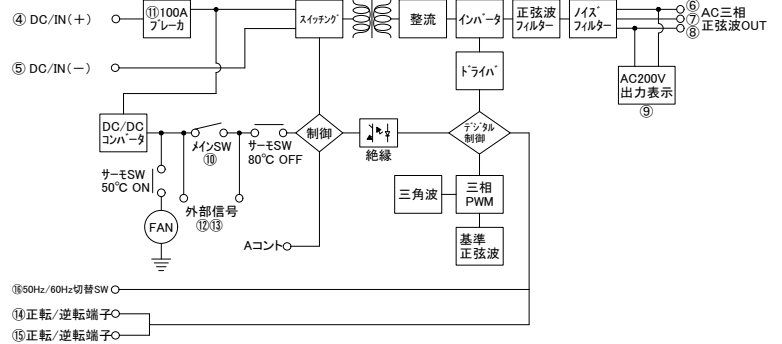 ④ DC/IN(+)
⑪100A
ブレーカ
スイッチング
整流
インバータ
正弦波
フィルター
ノイズ
フィルター
⑥
⑦
⑧
AC三相
正弦波OUT
⑤ DC/IN(-)
ドライバ
AC200V
出力表示
⑨
DC/DC
コンバータ
メインSW
⑩
サーモSW
80℃ OFF
制御
絶縁
デジタル
制御
サーモSW
50℃ ON
外部信号
⑫⑬
FAN
三角波
三相
PWM
Aコント
基準
正弦波
⑯50Hz/60Hz切替SW
⑭正転/逆転端子
⑮正転/逆転端子